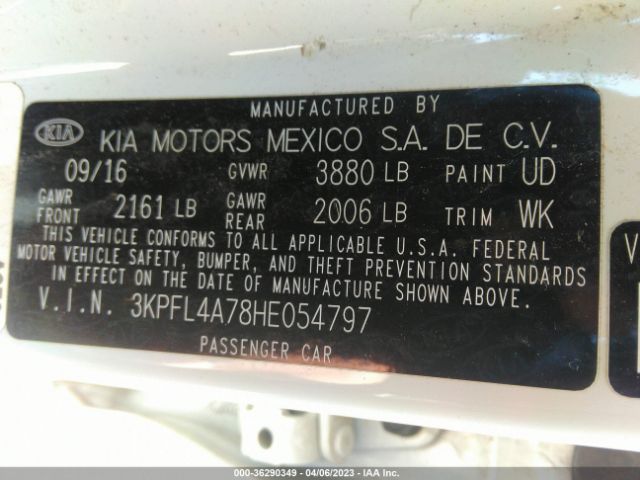 MANUFACTURED BY
KIA KIA MOTORS MEXICO S.A. DE C.V.
09/16 GVWR 3880 LB PAINT UD
GAWR FRONT 2161 LB GAWR REAR 2006 LB TRIM WK
THIS VEHICLE CONFORMS TO ALL APPLICABLE U.S.A. FEDERAL
MOTOR VEHICLE SAFETY, BUMPER, AND THEFT PREVENTION STANDARDS
IN EFFECT ON THE DATE OF MANUFACTURE SHOWN ABOVE.
V.I.N. 3KPFL4A78HE054797
PASSENGER CAR
000-36290349 - 04/06/2023 - IAA Inc.